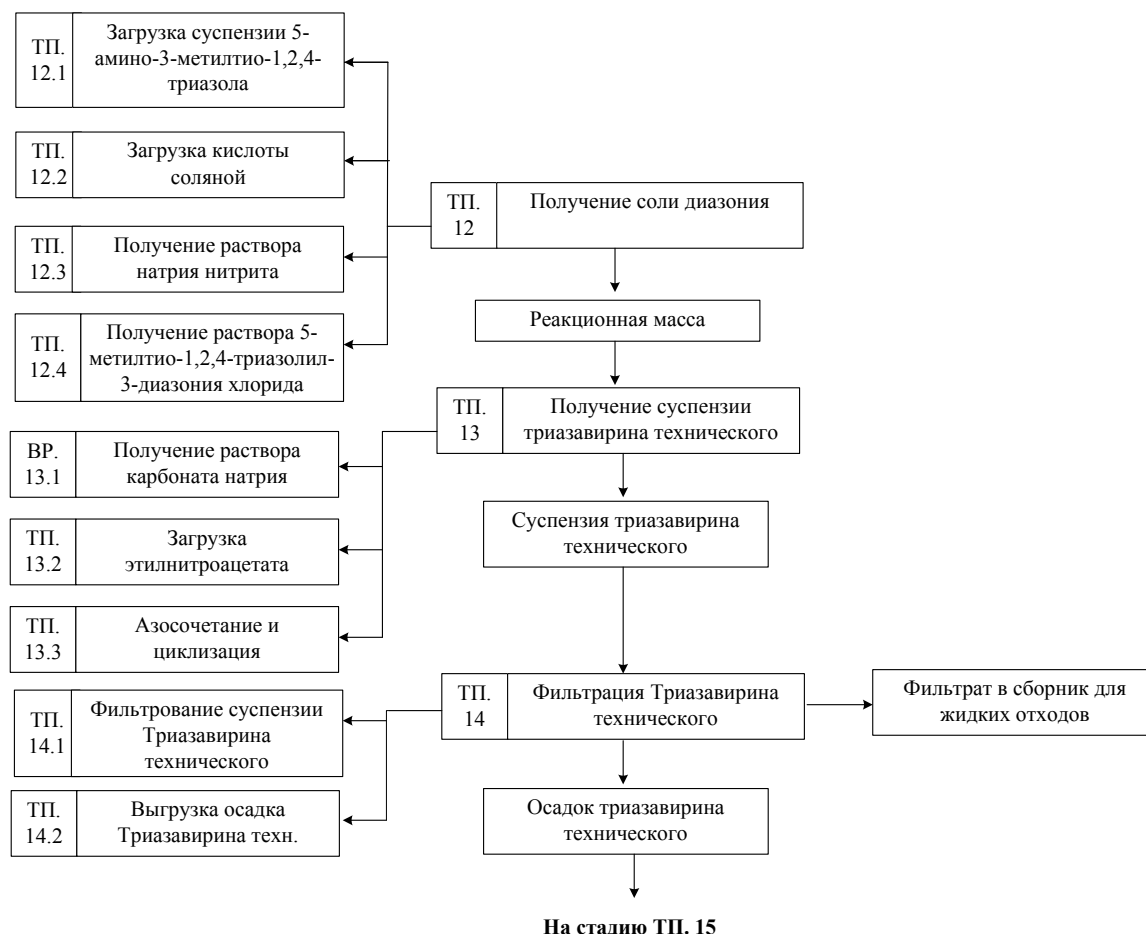 ТП.
12.1
Загрузка суспензии 5-
амино-3-метилтио-1,2,4-
триазола
ТП.
12.2
Загрузка кислоты
соляной
ТП.
12
Получение соли диазония
ТП.
12.3
Получение раствора
натрия нитрита
Реакционная масса
ТП.
12.4
Получение раствора 5-
метилтио-1,2,4-триазолил-
3-диазония хлорида
ТП.
13
Получение суспензии
триазавирина технического
ВР.
13.1
Получение раствора
карбоната натрия
Суспензия триазавирина
технического
ТП.
13.2
Загрузка
этилнитроацетата
ТП.
13.3
Азосочетание и
циклизация
ТП.
14
Фильтрация Триазавирина
технического
Фильтрат в сборник для
жидких отходов
ТП.
14.1
Фильтрование суспензии
Триазавирина
технического
ТП.
14.2
Выгрузка осадка
Триазавирина техн.
Осадок триазавирина
технического
На стадию ТП. 15